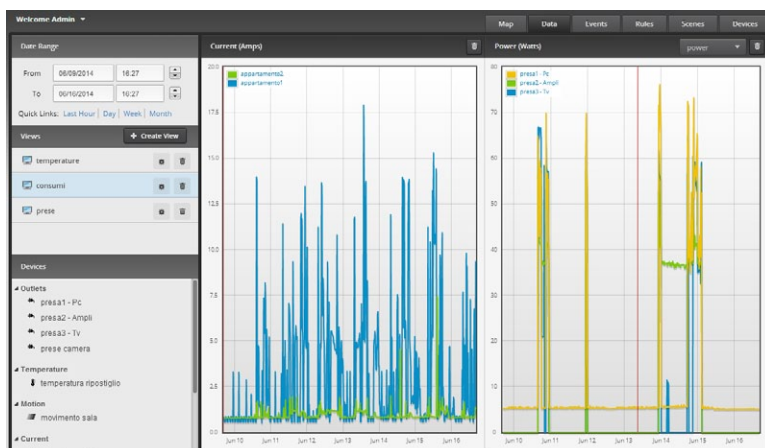 Welcome Admin
Map Data Events Rules Scenes Devices
Date Range
From 06/09/2014 16:27
To 06/16/2014 16:27
Quick Links: Last Hour Day Week Month
Views + Create View
temperature
consumi
prese
Devices
Outlets
presa1 - Pc
presa2 - Ampli
presa3 - Tv
prese camera
Temperature
temperatura ripostiglio
Motion
movimento sala
Current
Current (Amps)
appartamento2
appartamento1
20.0
17.5
15.0
12.5
10.0
7.5
5.0
2.5
0.0
Jun 10 Jun 11 Jun 12 Jun 13 Jun 14 Jun 15 Jun 16
Power (Watts) power
presa1 - Pc
presa2 - Ampli
presa3 - Tv
80
70
60
50
40
30
20
10
0
Jun 10 Jun 11 Jun 12 Jun 13 Jun 14 Jun 15 Jun 16